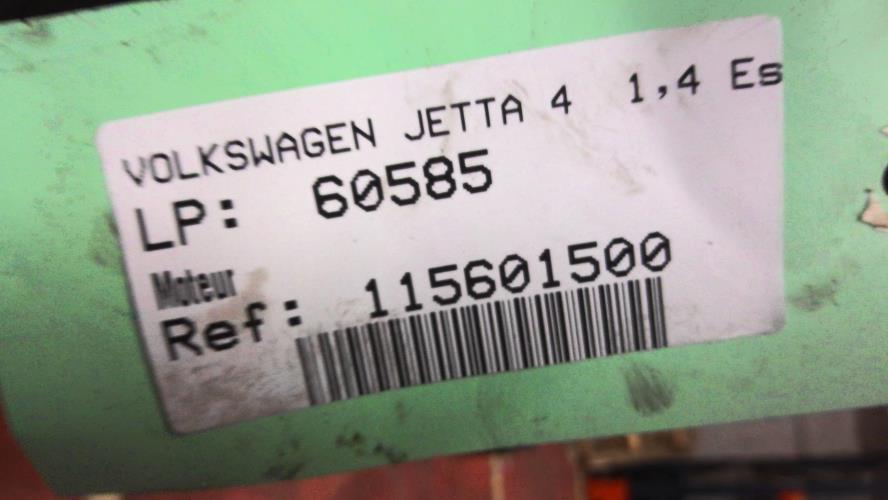 VOLKSWAGEN JETTA 4 1,4 Es
LP: 60585
Moteur
Ref: 115601500